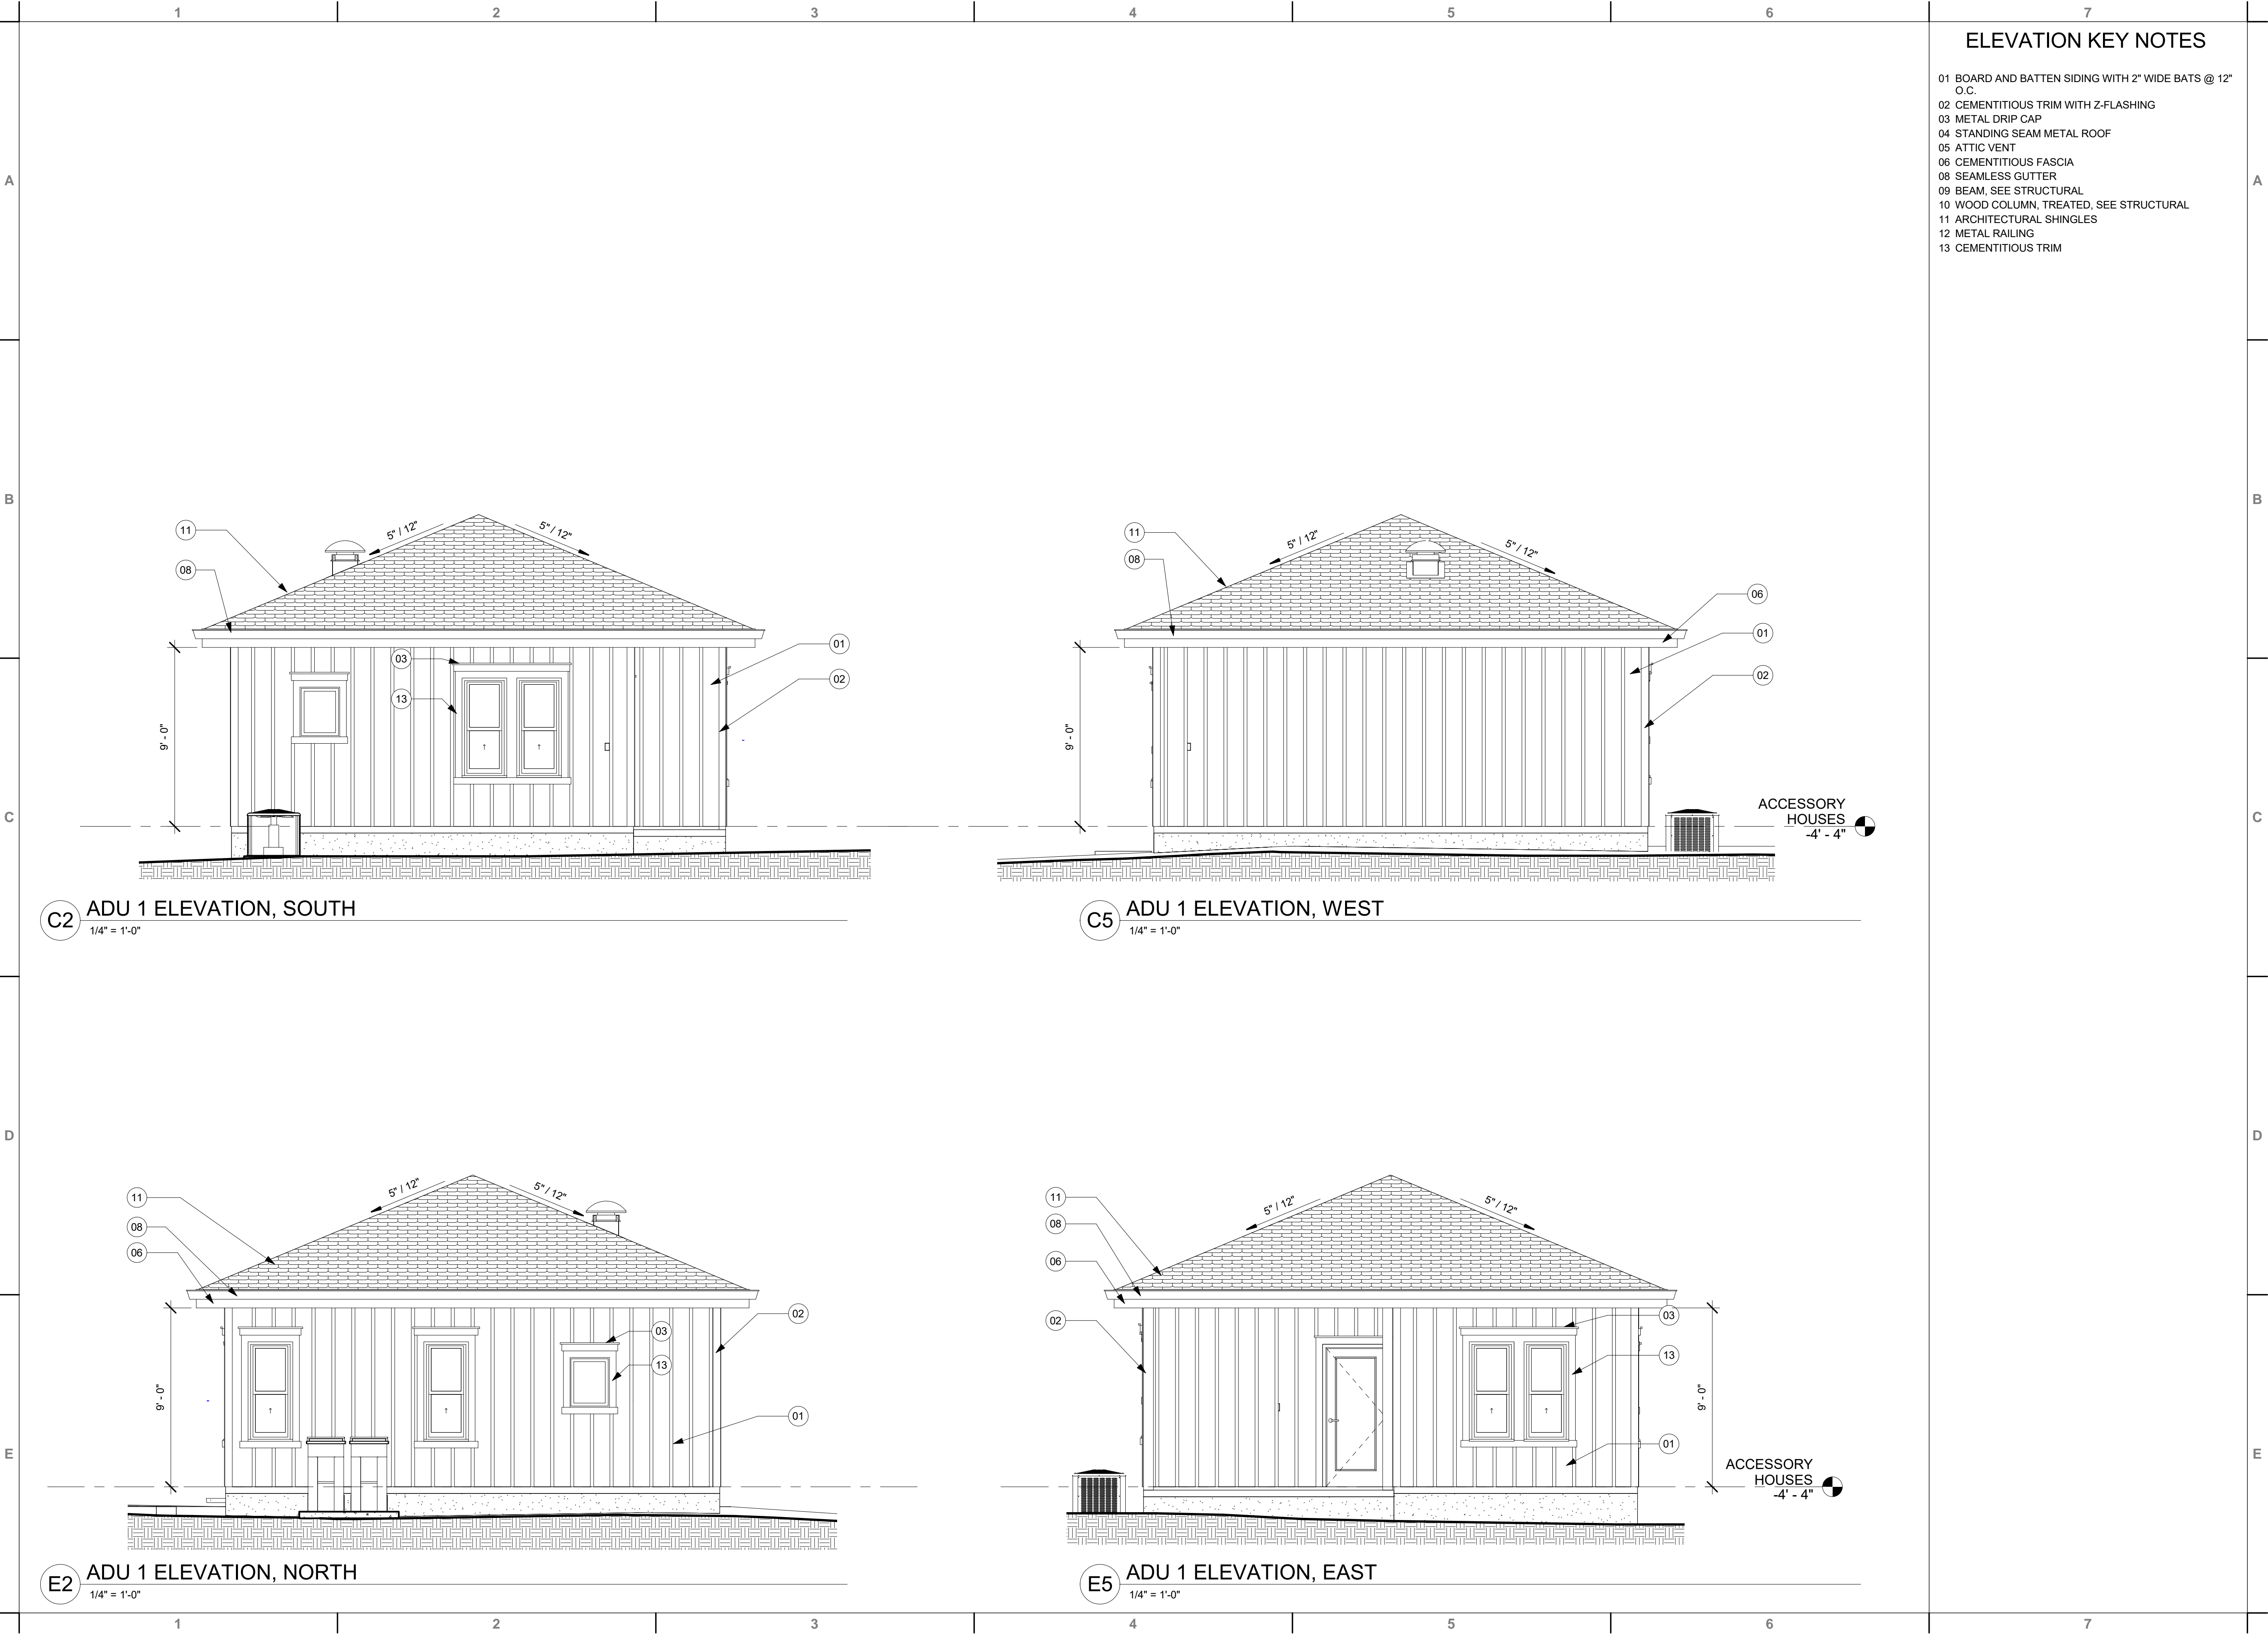 1 2 3 4 5 6 7
ELEVATION KEY NOTES
01 BOARD AND BATTEN SIDING WITH 2" WIDE BATS @ 12"
O.C.
02 CEMENTITIOUS TRIM WITH Z-FLASHING
03 METAL DRIP CAP
04 STANDING SEAM METAL ROOF
05 ATTIC VENT
06 CEMENTITIOUS FASCIA
08 SEAMLESS GUTTER
09 BEAM, SEE STRUCTURAL
10 WOOD COLUMN, TREATED, SEE STRUCTURAL
11 ARCHITECTURAL SHINGLES
12 METAL RAILING
13 CEMENTITIOUS TRIM
A A
B B
11
08
5" / 12"
5" / 12"
01
03
02
13
9' - 0"
C2 ADU 1 ELEVATION, SOUTH
1/4" = 1'-0"
11
08
5" / 12"
5" / 12"
06
01
02
9' - 0"
ACCESSORY
HOUSES
-4' - 4"
C C
C5 ADU 1 ELEVATION, WEST
1/4" = 1'-0"
D D
11
08
06
5" / 12"
5" / 12"
02
03
13
01
9' - 0"
E2 ADU 1 ELEVATION, NORTH
1/4" = 1'-0"
11
08
06
02
5" / 12"
5" / 12"
03
13
01
9' - 0"
ACCESSORY
HOUSES
-4' - 4"
E E
E5 ADU 1 ELEVATION, EAST
1/4" = 1'-0"
1 2 3 4 5 6 7